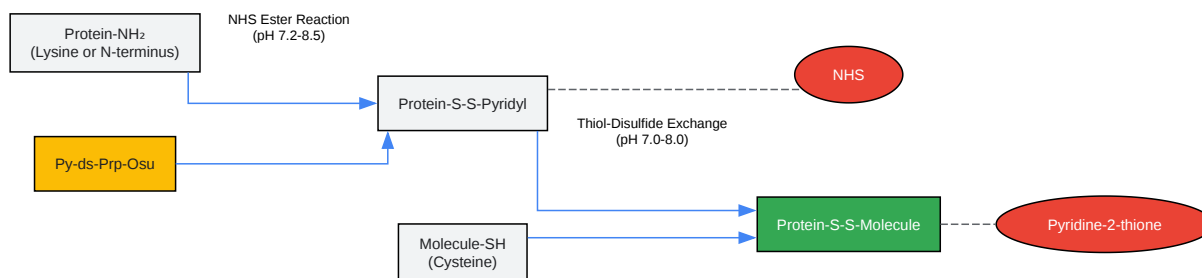 Protein-NH₂
(Lysine or N-terminus)
NHS Ester Reaction
(pH 7.2-8.5)
NHS
Protein-S-S-Pyridyl
Thiol-Disulfide Exchange
(pH 7.0-8.0)
Py-ds-Prp-Osu
Protein-S-S-Molecule
Pyridine-2-thione
Molecule-SH
(Cysteine)